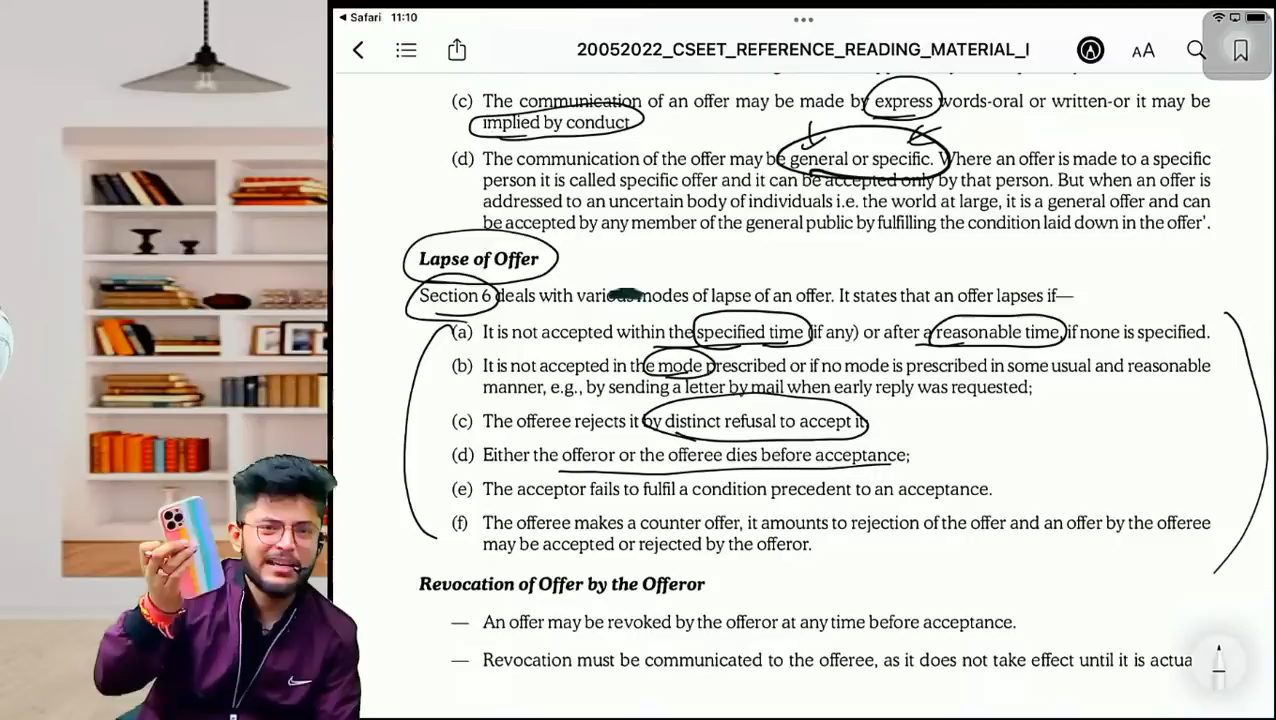 Safari 11:10
20052022_CSEET_REFERENCE_READING_MATERIAL_I
AA
(c) The communication of an offer may be made by express words-oral or written-or it may be
implied by conduct
(d) The communication of the offer may be general or specific. Where an offer is made to a specific
person it is called specific offer and it can be accepted only by that person. But when an offer is
addressed to an uncertain body of individuals i.e. the world at large, it is a general offer and can
be accepted by any member of the general public by fulfilling the condition laid down in the offer'.
Lapse of Offer
Section 6 deals with various modes of lapse of an offer. It states that an offer lapses if—
(a) It is not accepted within the specified time (if any) or after a reasonable time, if none is specified.
(b) It is not accepted in the mode prescribed or if no mode is prescribed in some usual and reasonable
manner, e.g., by sending a letter by mail when early reply was requested;
(c) The offeree rejects it by distinct refusal to accept it;
(d) Either the offeror or the offeree dies before acceptance;
(e) The acceptor fails to fulfil a condition precedent to an acceptance.
(f) The offeree makes a counter offer, it amounts to rejection of the offer and an offer by the offeree
may be accepted or rejected by the offeror.
Revocation of Offer by the Offeror
— An offer may be revoked by the offeror at any time before acceptance.
— Revocation must be communicated to the offeree, as it does not take effect until it is actua